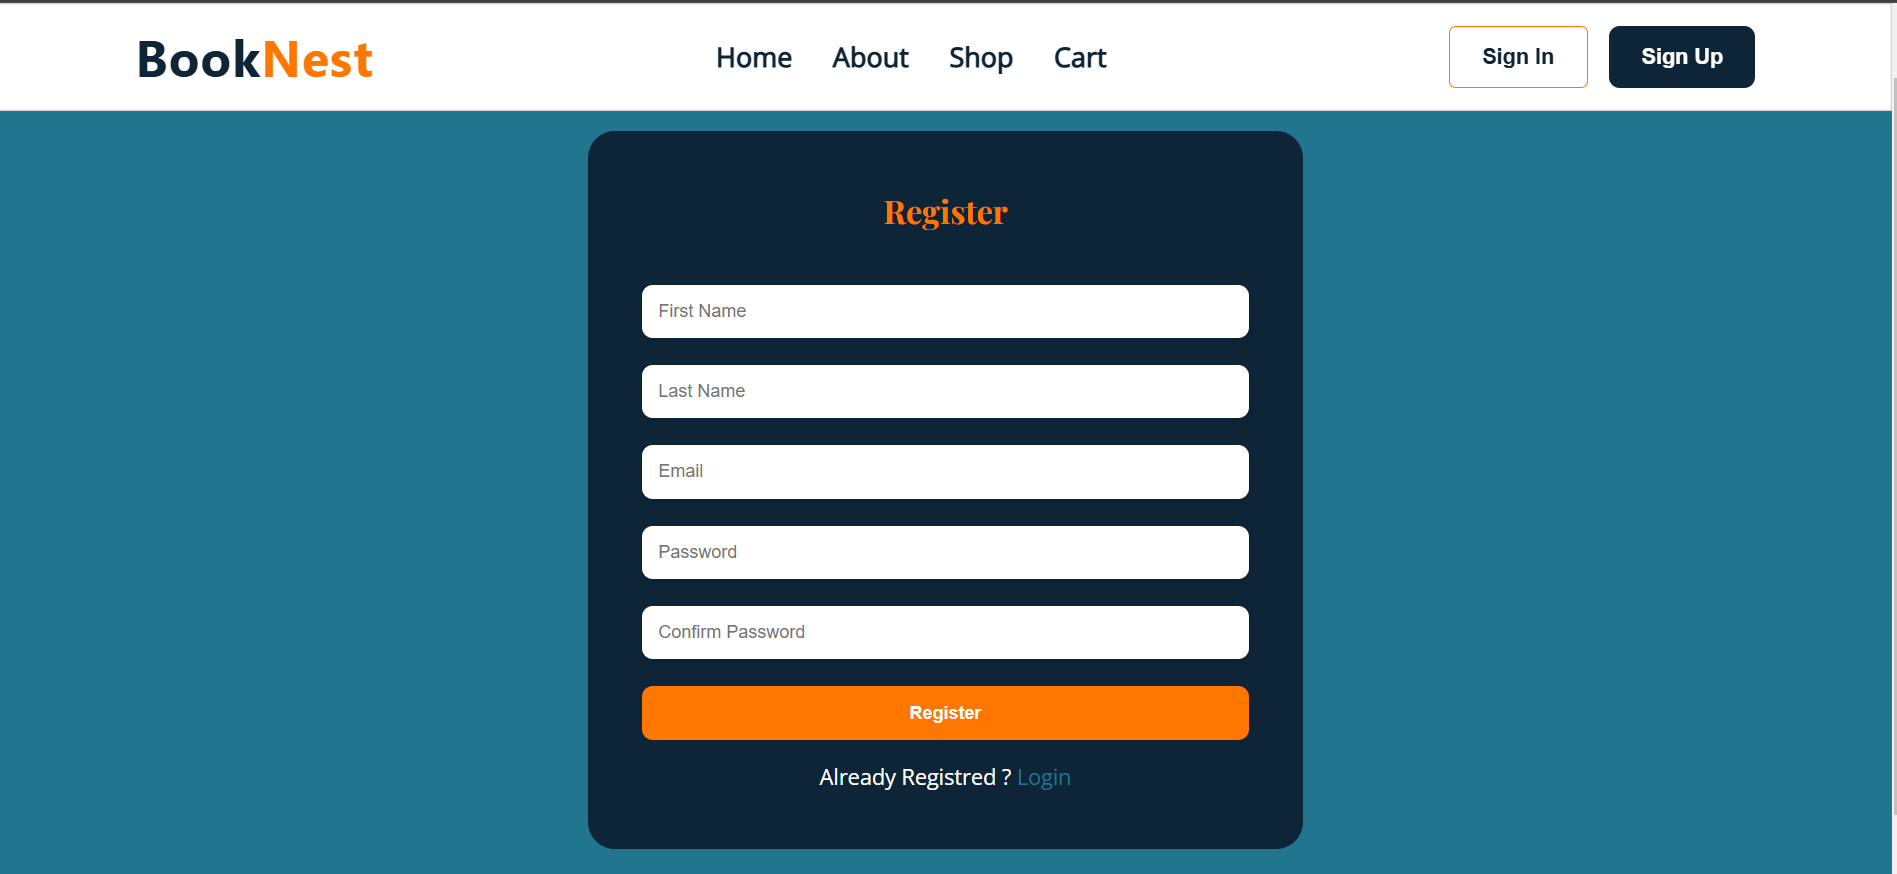 BookNest Home About Shop Cart Sign In Sign Up
Register
First Name
Last Name
Email
Password
Confirm Password
Register
Already Registred ? Login